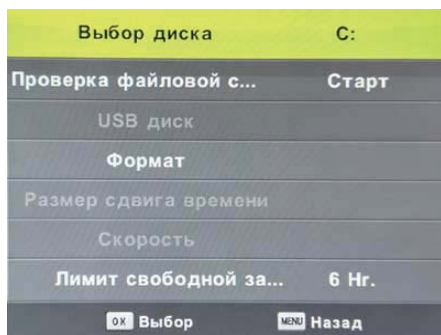 Выбор диска C:
Проверка файловой с... Старт
USB диск
Формат
Размер сдвига времени
Скорость
Лимит свободной за... 6 Hr.
OK Выбор MENU Назад